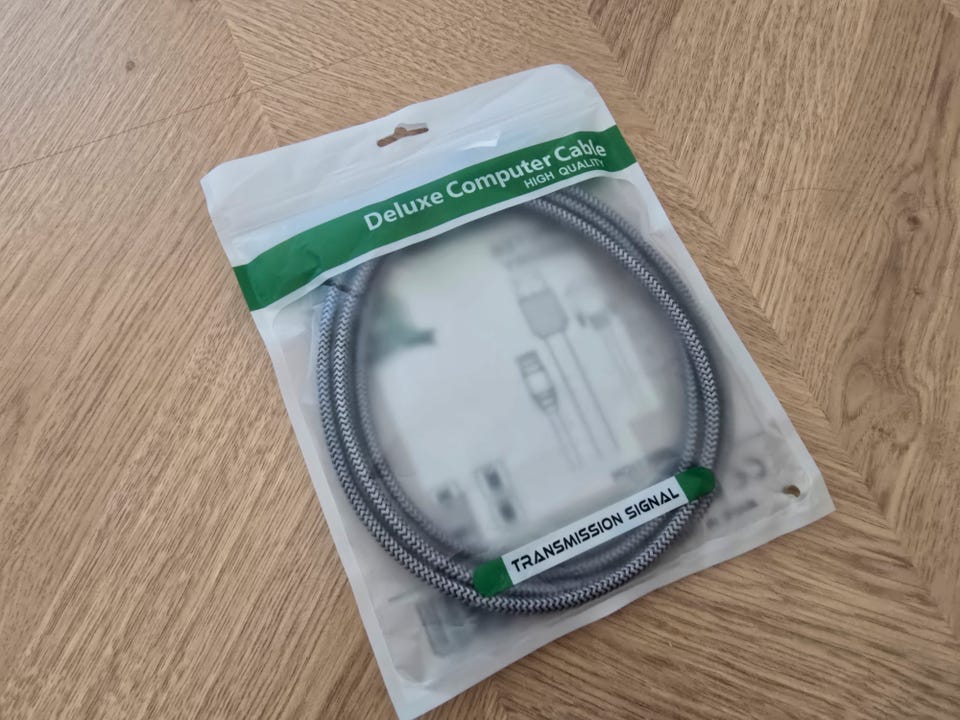 Deluxe Computer Cable
HIGH QUALITY
TRANSMISSION SIGNAL